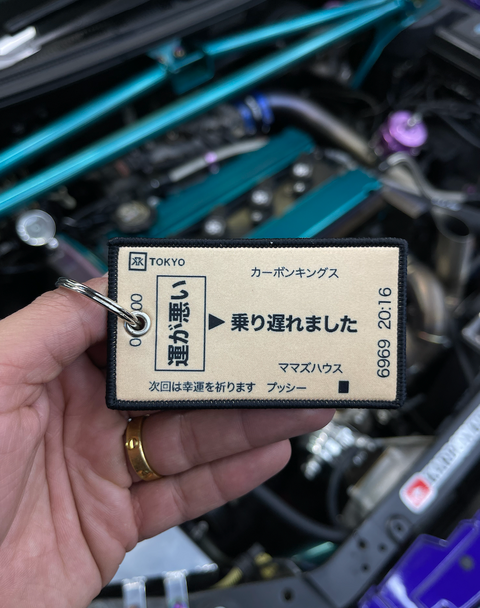 TOKYO
カーボンキングス
運が悪い
▶乗り遅れました
ママズハウス
次回は幸運を祈ります プッシー ■
6969 20:16